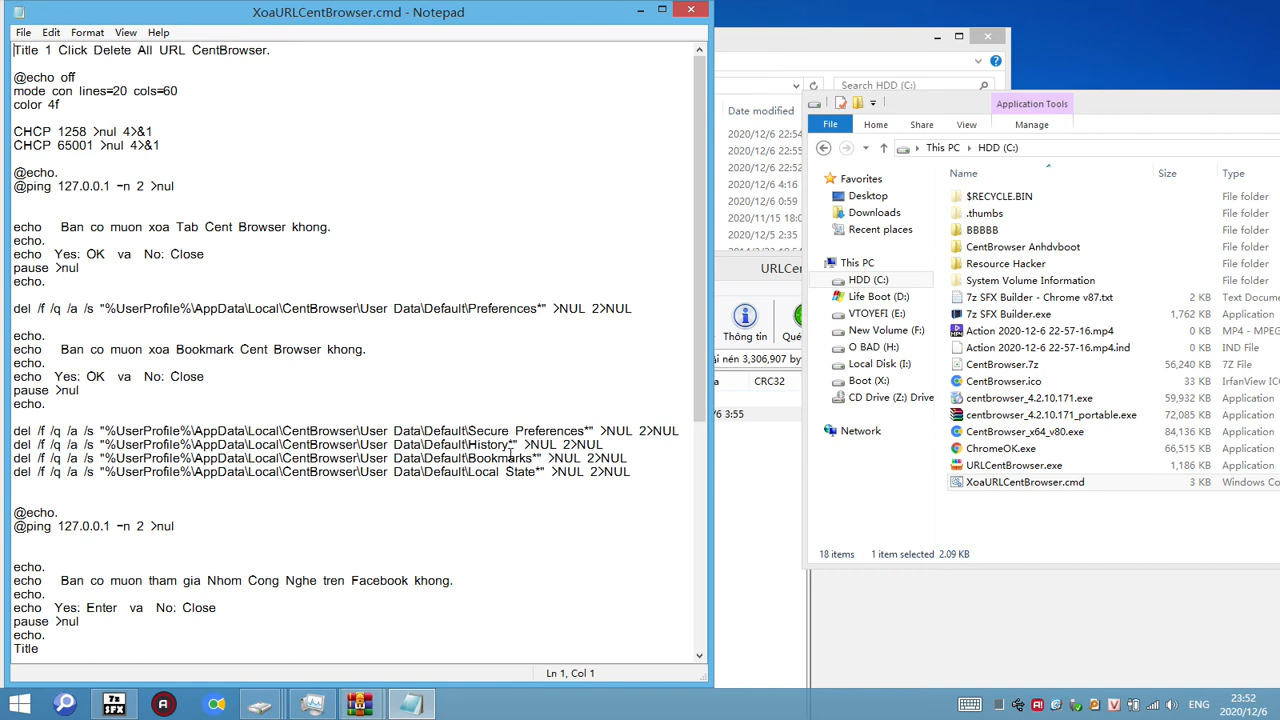 XoaURLCentBrowser.cmd - Notepad
File Edit Format View Help
Title 1 Click Delete All URL CentBrowser.
@echo off
mode con lines=20 cols=60
color 4f
CHCP 1258 >nul 4>&1
CHCP 65001 >nul 4>&1
@echo.
@ping 127.0.0.1 -n 2 >nul
echo Ban co muon xoa Tab Cent Browser khong.
echo.
echo Yes: OK va No: Close
pause >nul
echo.
del /f /q /a /s "%UserProfile%\AppData\Local\CentBrowser\User Data\Default\Preferences*" >NUL 2>NUL
echo.
echo Ban co muon xoa Bookmark Cent Browser khong.
echo.
echo Yes: OK va No: Close
pause >nul
echo.
del /f /q /a /s "%UserProfile%\AppData\Local\CentBrowser\User Data\Default\Secure Preferences*" >NUL 2>NUL
del /f /q /a /s "%UserProfile%\AppData\Local\CentBrowser\User Data\Default\History*" >NUL 2>NUL
del /f /q /a /s "%UserProfile%\AppData\Local\CentBrowser\User Data\Default\Bookmarks*" >NUL 2>NUL
del /f /q /a /s "%UserProfile%\AppData\Local\CentBrowser\User Data\Default\Local State*" >NUL 2>NUL
@echo.
@ping 127.0.0.1 -n 2 >nul
echo.
echo Ban co muon tham gia Nhom Cong Nghe tren Facebook khong.
echo.
echo Yes: Enter va No: Close
pause >nul
echo.
Title
Ln 1, Col 1
Search HDD (C:)
Date modified
2020/12/6 22:54
2020/12/6 22:55
2020/12/6 22:52
2020/12/6 4:16
2020/12/6 0:59
2020/11/15 18:
2020/12/5 2:35
URLCe
Thông tin Qué
ải nén 3,306,907 by
a CRC32
/6 3:55
Application Tools
File Home Share View Manage
This PC HDD (C:)
Name Size Type
Favorites
Desktop
Downloads
Recent places
This PC
HDD (C:)
Life Boot (D:)
VTOYEFI (E:)
New Volume (F:)
O BAD (H:)
Local Disk (I:)
Boot (X:)
CD Drive (Z:) Drive
Network
$RECYCLE.BIN File folder
.thumbs File folder
BBBBB File folder
CentBrowser Anhdvboot File folder
Resource Hacker File folder
System Volume Information File folder
7z SFX Builder - Chrome v87.txt 2 KB Text Docum
7z SFX Builder.exe 1,762 KB Application
Action 2020-12-6 22-57-16.mp4 0 KB MP4 - MPEG
Action 2020-12-6 22-57-16.mp4.ind 0 KB IND File
CentBrowser.7z 56,240 KB 7Z File
CentBrowser.ico 33 KB IrfanView IC
centbrowser_4.2.10.171.exe 59,932 KB Application
centbrowser_4.2.10.171_portable.exe 72,085 KB Application
CentBrowser_x64_v80.exe 84,136 KB Application
ChromeOK.exe 66,515 KB Application
URLCentBrowser.exe 1,186 KB Application
XoaURLCentBrowser.cmd 3 KB Windows Co
18 items 1 item selected 2.09 KB
7z SFX
ENG
23:52
2020/12/6